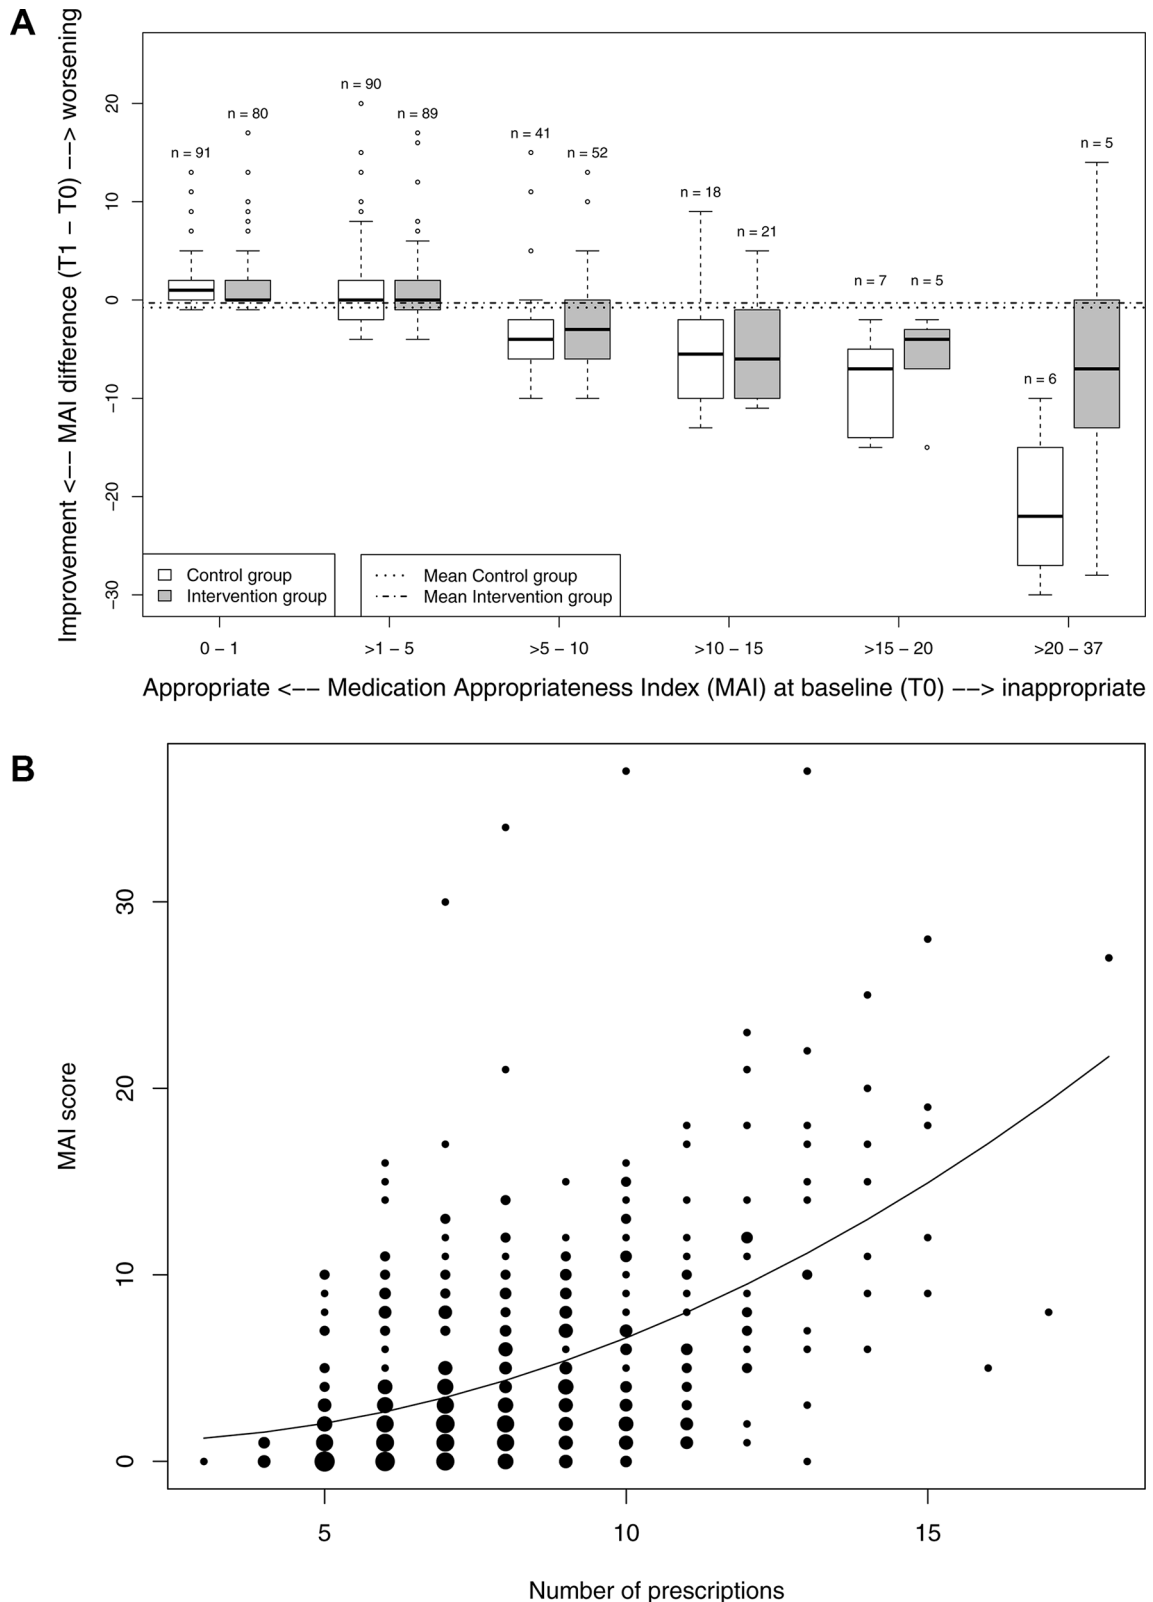 A
Improvement <−− MAI difference (T1 − T0) −−> worsening
20
10
0
−10
−20
−30
n = 91
n = 80
n = 90
n = 89
n = 41
n = 52
n = 18
n = 21
n = 7
n = 5
n = 6
n = 5
Control group
Intervention group
Mean Control group
Mean Intervention group
0 − 1
>1 − 5
>5 − 10
>10 − 15
>15 − 20
>20 − 37
Appropriate <−− Medication Appropriateness Index (MAI) at baseline (T0) −−> inappropriate
B
MAI score
30
20
10
0
5
10
15
Number of prescriptions